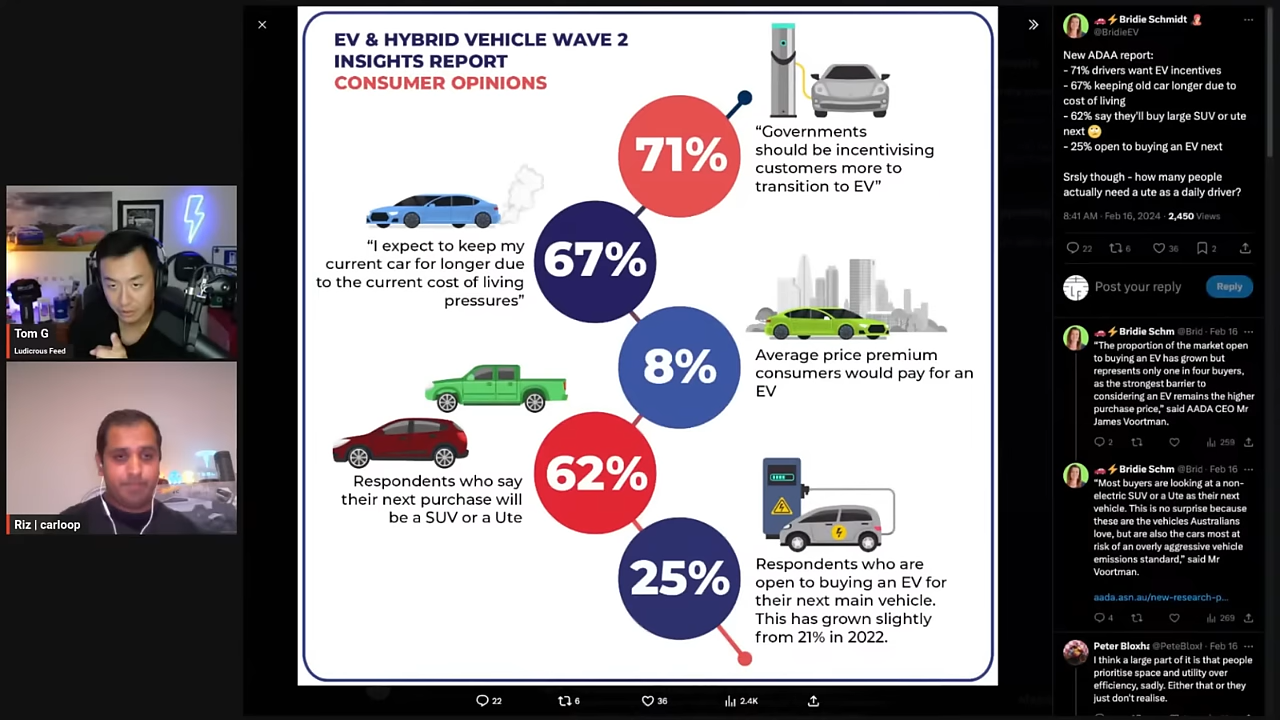 EV & HYBRID VEHICLE WAVE 2
INSIGHTS REPORT
CONSUMER OPINIONS
71%
“Governments
should be incentivising
customers more to
transition to EV”
67%
“I expect to keep my
current car for longer due
to the current cost of living
pressures”
8%
Average price premium
consumers would pay for an
EV
62%
Respondents who say
their next purchase will
be a SUV or a Ute
25%
Respondents who are
open to buying an EV for
their next main vehicle.
This has grown slightly
from 21% in 2022.
22
6
36
2.4K
Tom G
Ludicrous Feed
Riz | carloop
Bridie Schmidt
@BridieEV
New ADAA report:
- 71% drivers want EV incentives
- 67% keeping old car longer due to
cost of living
- 62% say they'll buy large SUV or ute
next 🙄
- 25% open to buying an EV next
Srsly though - how many people
actually need a ute as a daily driver?
8:41 AM · Feb 16, 2024 · 2,450 Views
22
6
36
2
Post your reply
Reply
Bridie Schm @Brid · Feb 16
“The proportion of the market open
to buying an EV has grown but
represents only one in four buyers,
as the strongest barrier to
considering an EV remains the higher
purchase price,” said AADA CEO Mr
James Voortman.
2
259
Bridie Schm @Brid · Feb 16
“Most buyers are looking at a non-
electric SUV or a Ute as their next
vehicle. This is no surprise because
these are the vehicles Australians
love, but are also the cars most at
risk of an overly aggressive vehicle
emissions standard,” said Mr
Voortman.
aada.asn.au/new-research-p...
4
269
Peter Bloxha @PeteBloxl · Feb 16
I think a large part of it is that people
prioritise space and utility over
efficiency, sadly. Either that or they
just don't realise.